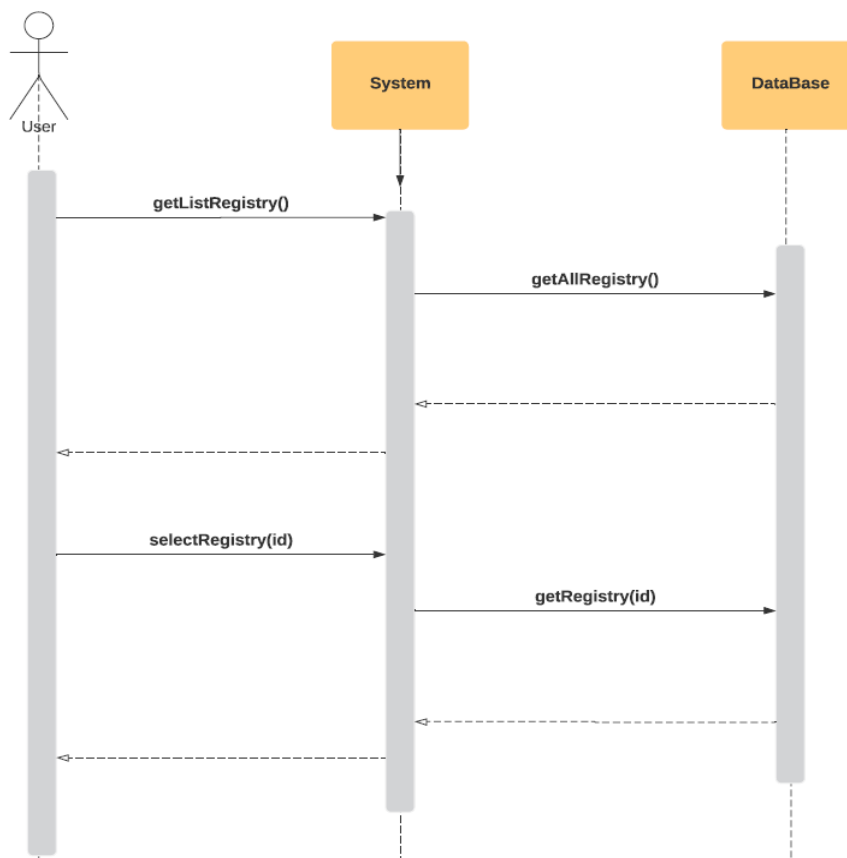 System
DataBase
User
getListRegistry()
getAllRegistry()
selectRegistry(id)
getRegistry(id)